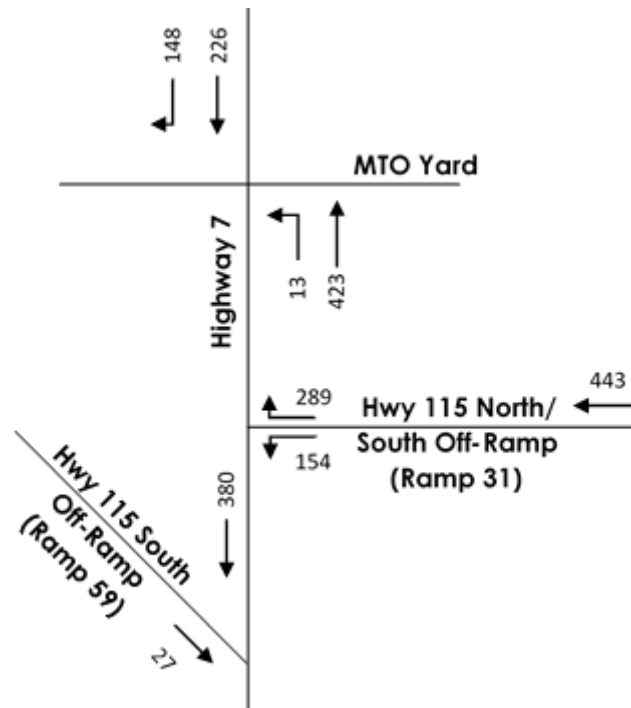 148
226
MTO Yard
Highway 7
13
423
443
289
Hwy 115 North/
South Off-Ramp
(Ramp 31)
154
380
Hwy 115 South
Off-Ramp
(Ramp 59)
27